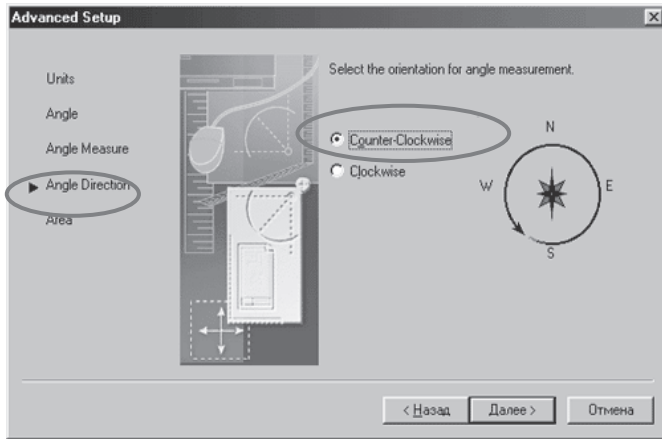 Advanced Setup
Units
Angle
Angle Measure
Angle Direction
Area
Select the orientation for angle measurement.
Counter-Clockwise
Clockwise
N
W
E
S
< Назад
Далее >
Отмена